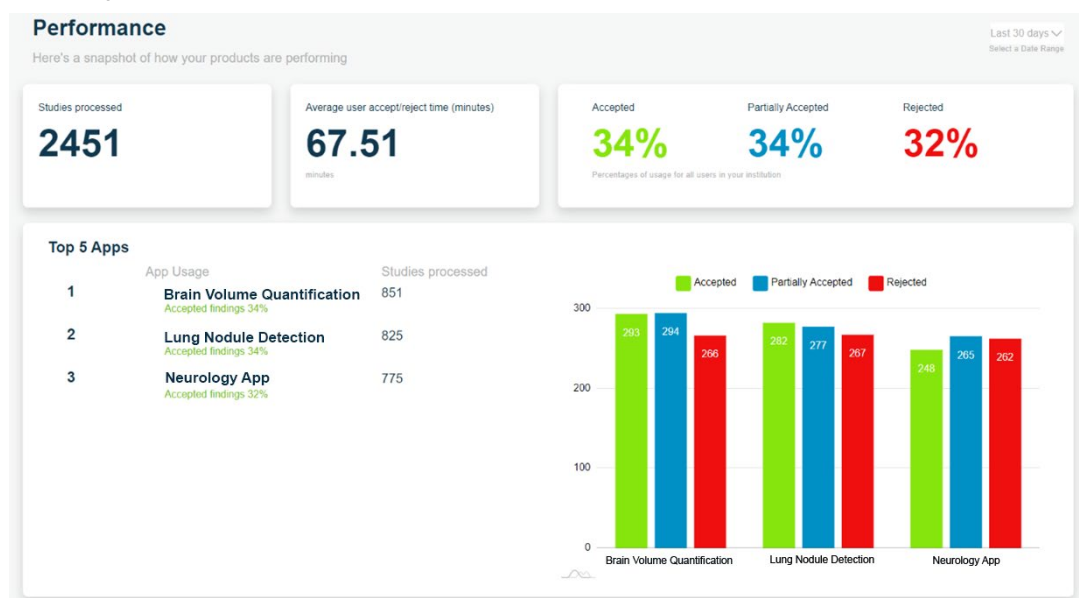 Performance
Here's a snapshot of how your products are performing
Last 30 days
Select a Date Range
Studies processed
2451
Average user accept/reject time (minutes)
67.51
minutes
Accepted
34%
Partially Accepted
34%
Rejected
32%
Percentages of usage for all users in your institution
Top 5 Apps
App Usage Studies processed
1 Brain Volume Quantification 851
Accepted findings 34%
2 Lung Nodule Detection 825
Accepted findings 34%
3 Neurology App 775
Accepted findings 32%
Accepted Partially Accepted Rejected
300
200
100
0
293 294 266
282 277 267
248 265 262
Brain Volume Quantification Lung Nodule Detection Neurology App